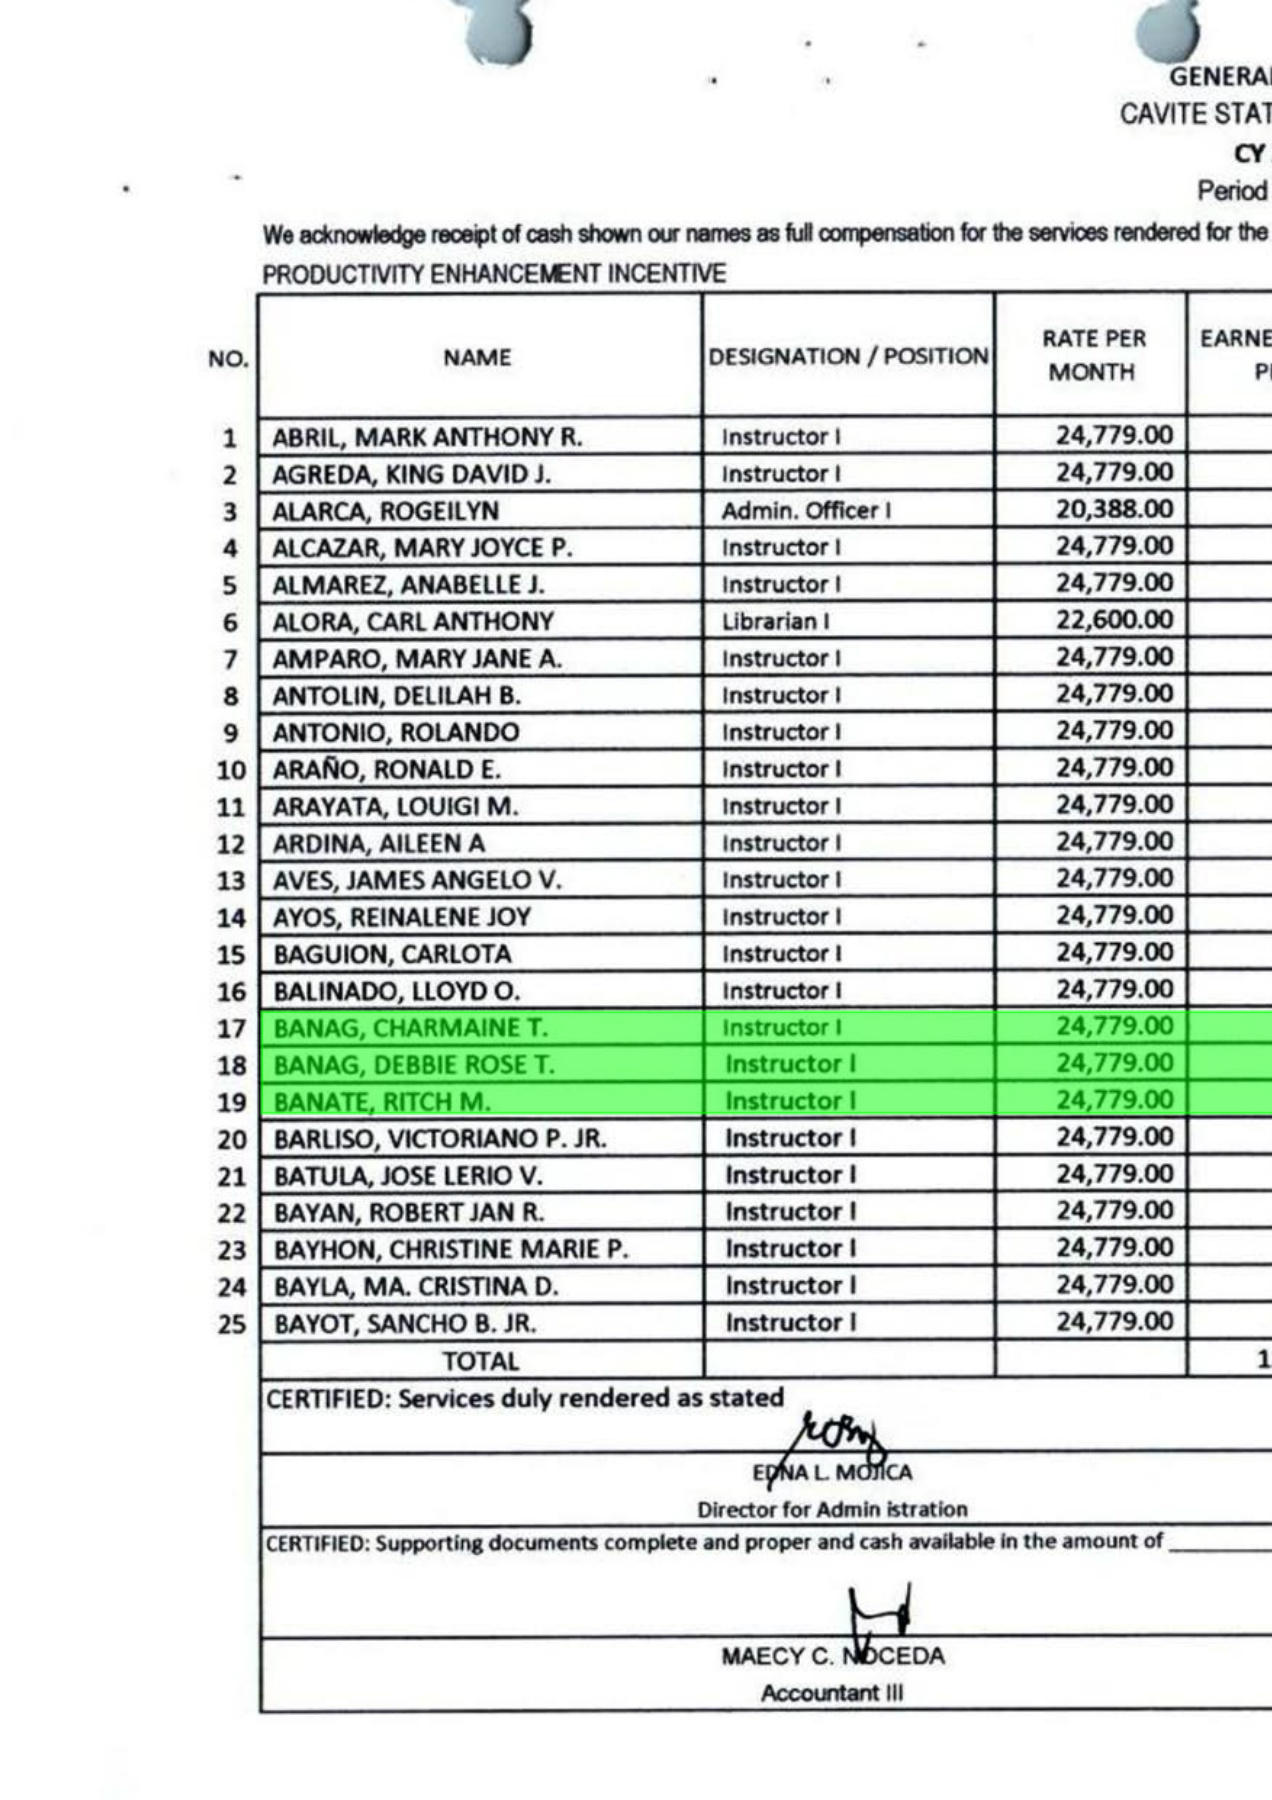 GENERAL
CAVITE STAT
CY
Period
We acknowledge receipt of cash shown our names as full compensation for the services rendered for the
PRODUCTIVITY ENHANCEMENT INCENTIVE
NO. NAME DESIGNATION / POSITION RATE PER MONTH EARNE P
1 ABRIL, MARK ANTHONY R. Instructor I 24,779.00
2 AGREDA, KING DAVID J. Instructor I 24,779.00
3 ALARCA, ROGEILYN Admin. Officer I 20,388.00
4 ALCAZAR, MARY JOYCE P. Instructor I 24,779.00
5 ALMAREZ, ANABELLE J. Instructor I 24,779.00
6 ALORA, CARL ANTHONY Librarian I 22,600.00
7 AMPARO, MARY JANE A. Instructor I 24,779.00
8 ANTOLIN, DELILAH B. Instructor I 24,779.00
9 ANTONIO, ROLANDO Instructor I 24,779.00
10 ARAÑO, RONALD E. Instructor I 24,779.00
11 ARAYATA, LOUIGI M. Instructor I 24,779.00
12 ARDINA, AILEEN A Instructor I 24,779.00
13 AVES, JAMES ANGELO V. Instructor I 24,779.00
14 AYOS, REINALENE JOY Instructor I 24,779.00
15 BAGUION, CARLOTA Instructor I 24,779.00
16 BALINADO, LLOYD O. Instructor I 24,779.00
17 BANAG, CHARMAINE T. Instructor I 24,779.00
18 BANAG, DEBBIE ROSE T. Instructor I 24,779.00
19 BANATE, RITCH M. Instructor I 24,779.00
20 BARLISO, VICTORIANO P. JR. Instructor I 24,779.00
21 BATULA, JOSE LERIO V. Instructor I 24,779.00
22 BAYAN, ROBERT JAN R. Instructor I 24,779.00
23 BAYHON, CHRISTINE MARIE P. Instructor I 24,779.00
24 BAYLA, MA. CRISTINA D. Instructor I 24,779.00
25 BAYOT, SANCHO B. JR. Instructor I 24,779.00
TOTAL 1
CERTIFIED: Services duly rendered as stated
EDNA L. MOJICA
Director for Admin istration
CERTIFIED: Supporting documents complete and proper and cash available in the amount of
MAECY C. NOCEDA
Accountant III